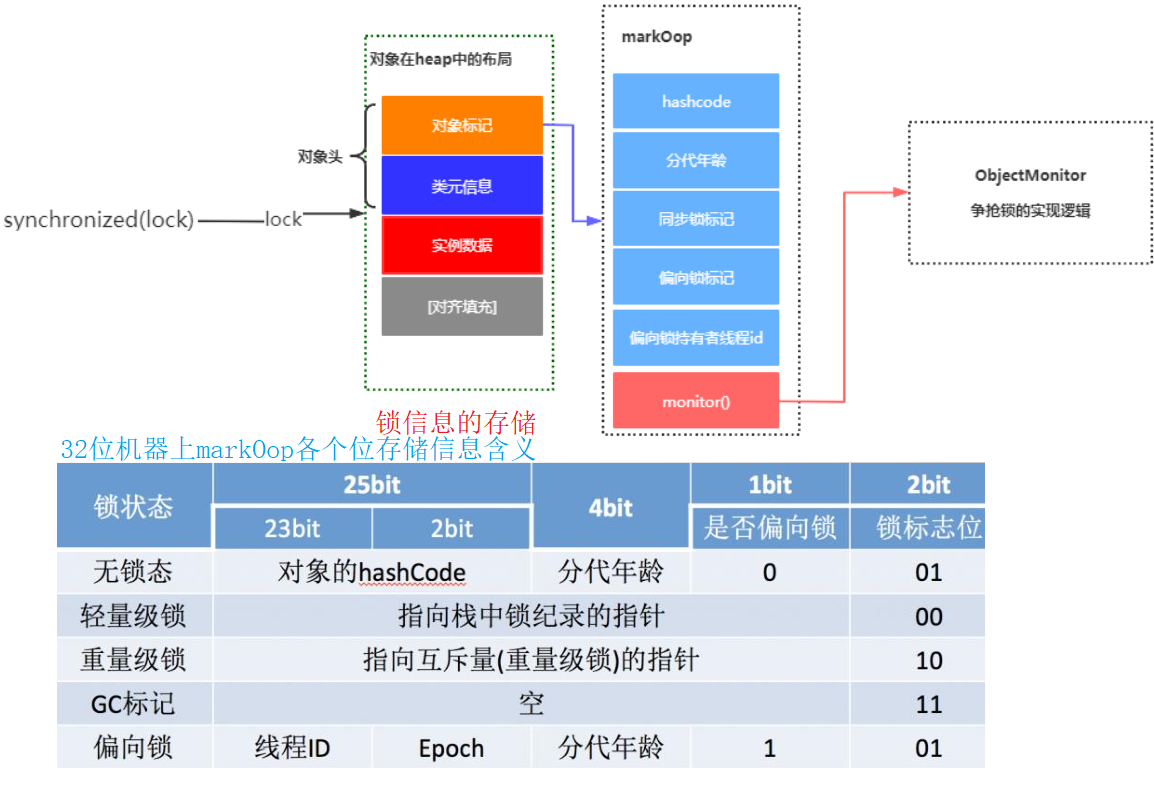 synchronized(lock)
lock
对象头
对象在heap中的布局
对象标记
类元信息
实例数据
[对齐填充]
markOop
hashcode
分代年龄
同步锁标记
偏向锁标记
偏向锁持有者线程id
monitor()
ObjectMonitor
争抢锁的实现逻辑
锁信息的存储
32位机器上markOop各个位存储信息含义
锁状态 25bit 4bit 1bit 2bit
23bit 2bit 是否偏向锁 锁标志位
无锁态 对象的hashCode 分代年龄 0 01
轻量级锁 指向栈中锁纪录的指针 00
重量级锁 指向互斥量(重量级锁)的指针 10
GC标记 空 11
偏向锁 线程ID Epoch 分代年龄 1 01